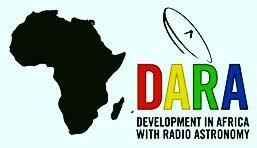 DARA
DEVELOPMENT IN AFRICA
WITH RADIO ASTRONOMY